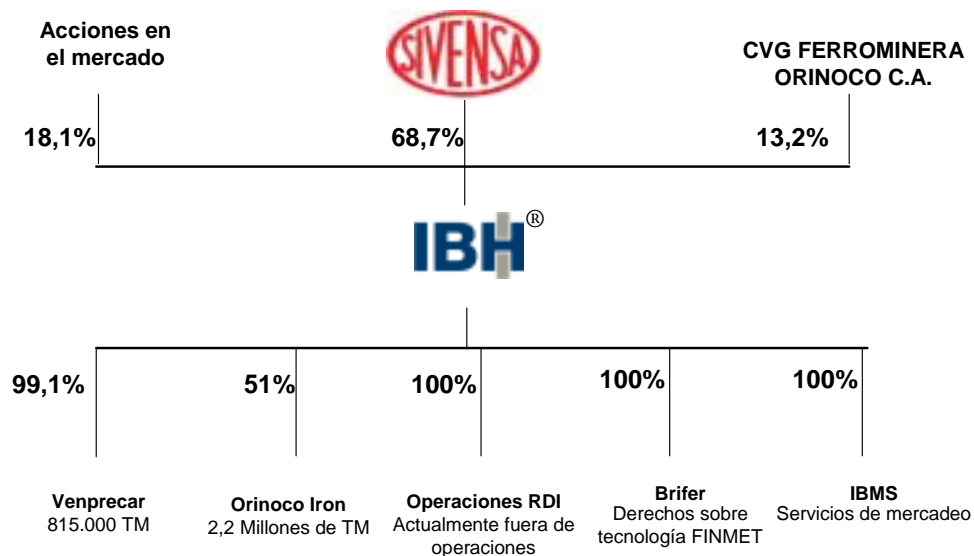 Acciones en
el mercado
SIVENSA
CVG FERROMINERA
ORINOCO C.A.
18,1%
68,7%
13,2%
IBH®
99,1%
51%
100%
100%
100%
Venprecar
815.000 TM
Orinoco Iron
2,2 Millones de TM
Operaciones RDI
Actualmente fuera de
operaciones
Brifer
Derechos sobre
tecnología FINMET
IBMS
Servicios de mercadeo